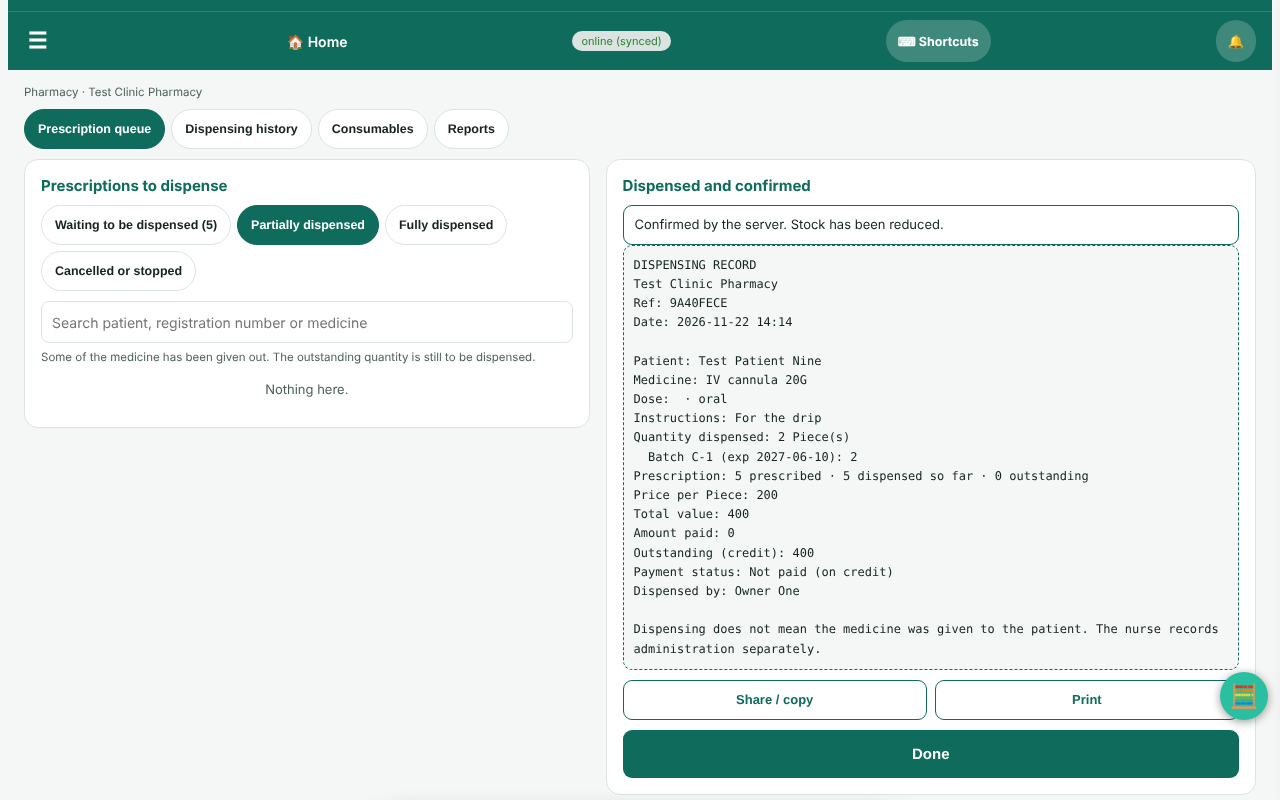 ☰
🏠 Home
online (synced)
⌨ Shortcuts
🔔
Pharmacy · Test Clinic Pharmacy
Prescription queue
Dispensing history
Consumables
Reports
Prescriptions to dispense
Waiting to be dispensed (5)
Partially dispensed
Fully dispensed
Cancelled or stopped
Search patient, registration number or medicine
Some of the medicine has been given out. The outstanding quantity is still to be dispensed.
Nothing here.
Dispensed and confirmed
Confirmed by the server. Stock has been reduced.
DISPENSING RECORD
Test Clinic Pharmacy
Ref: 9A40FECE
Date: 2026-11-22 14:14
Patient: Test Patient Nine
Medicine: IV cannula 20G
Dose:  · oral
Instructions: For the drip
Quantity dispensed: 2 Piece(s)
  Batch C-1 (exp 2027-06-10): 2
Prescription: 5 prescribed · 5 dispensed so far · 0 outstanding
Price per Piece: 200
Total value: 400
Amount paid: 0
Outstanding (credit): 400
Payment status: Not paid (on credit)
Dispensed by: Owner One
Dispensing does not mean the medicine was given to the patient. The nurse records
administration separately.
Share / copy
Print
Done